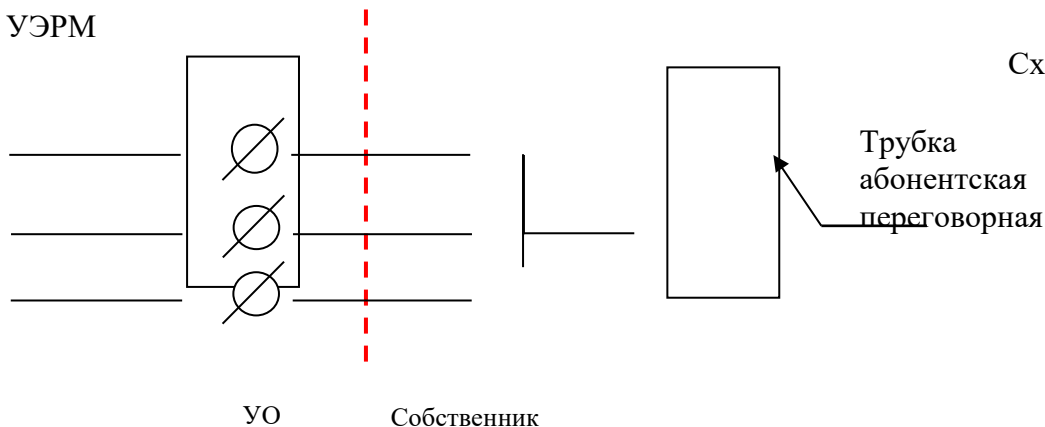 УЭРМ
Сх
Трубка
абонентская
переговорная
УО
Собственник